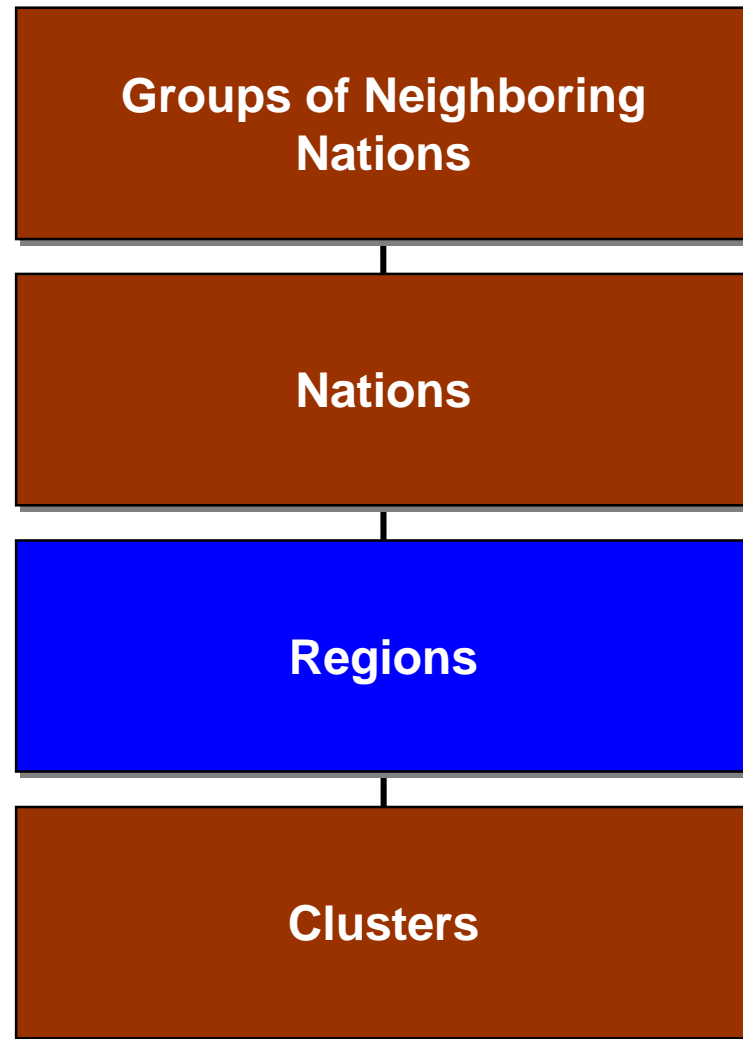 Groups of Neighboring
Nations
Nations
Regions
Clusters